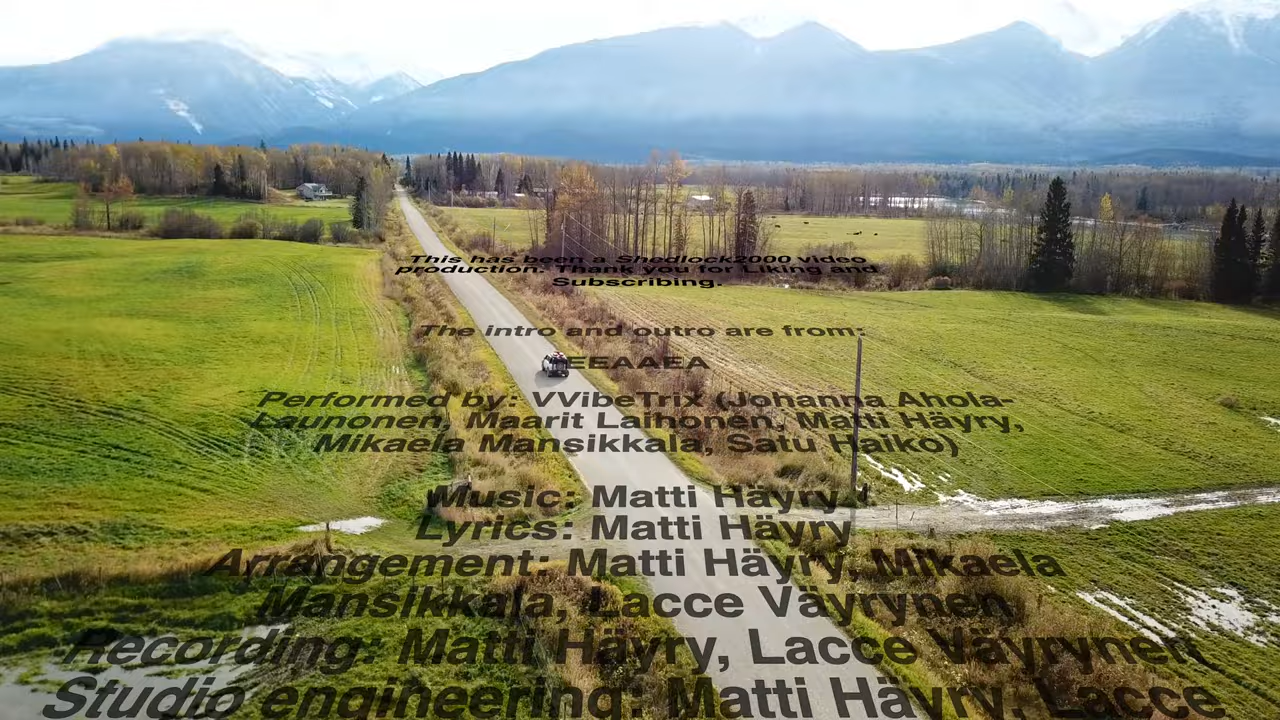 This has been a Shedlock2000 video
production. Thank you for Liking and
Subscribing.
The intro and outro are from:
EEAAEA
Performed by: VVibeTriX (Johanna Ahola-
Launonen, Maarit Laihonen, Matti Häyry,
Mikaela Mansikkala, Satu Haiko)
Music: Matti Häyry
Lyrics: Matti Häyry
Arrangement: Matti Häyry, Mikaela
Mansikkala, Lacce Väyrynen
Recording: Matti Häyry, Lacce Väyrynen,
Studio engineering: Matti Häyry, Lacce